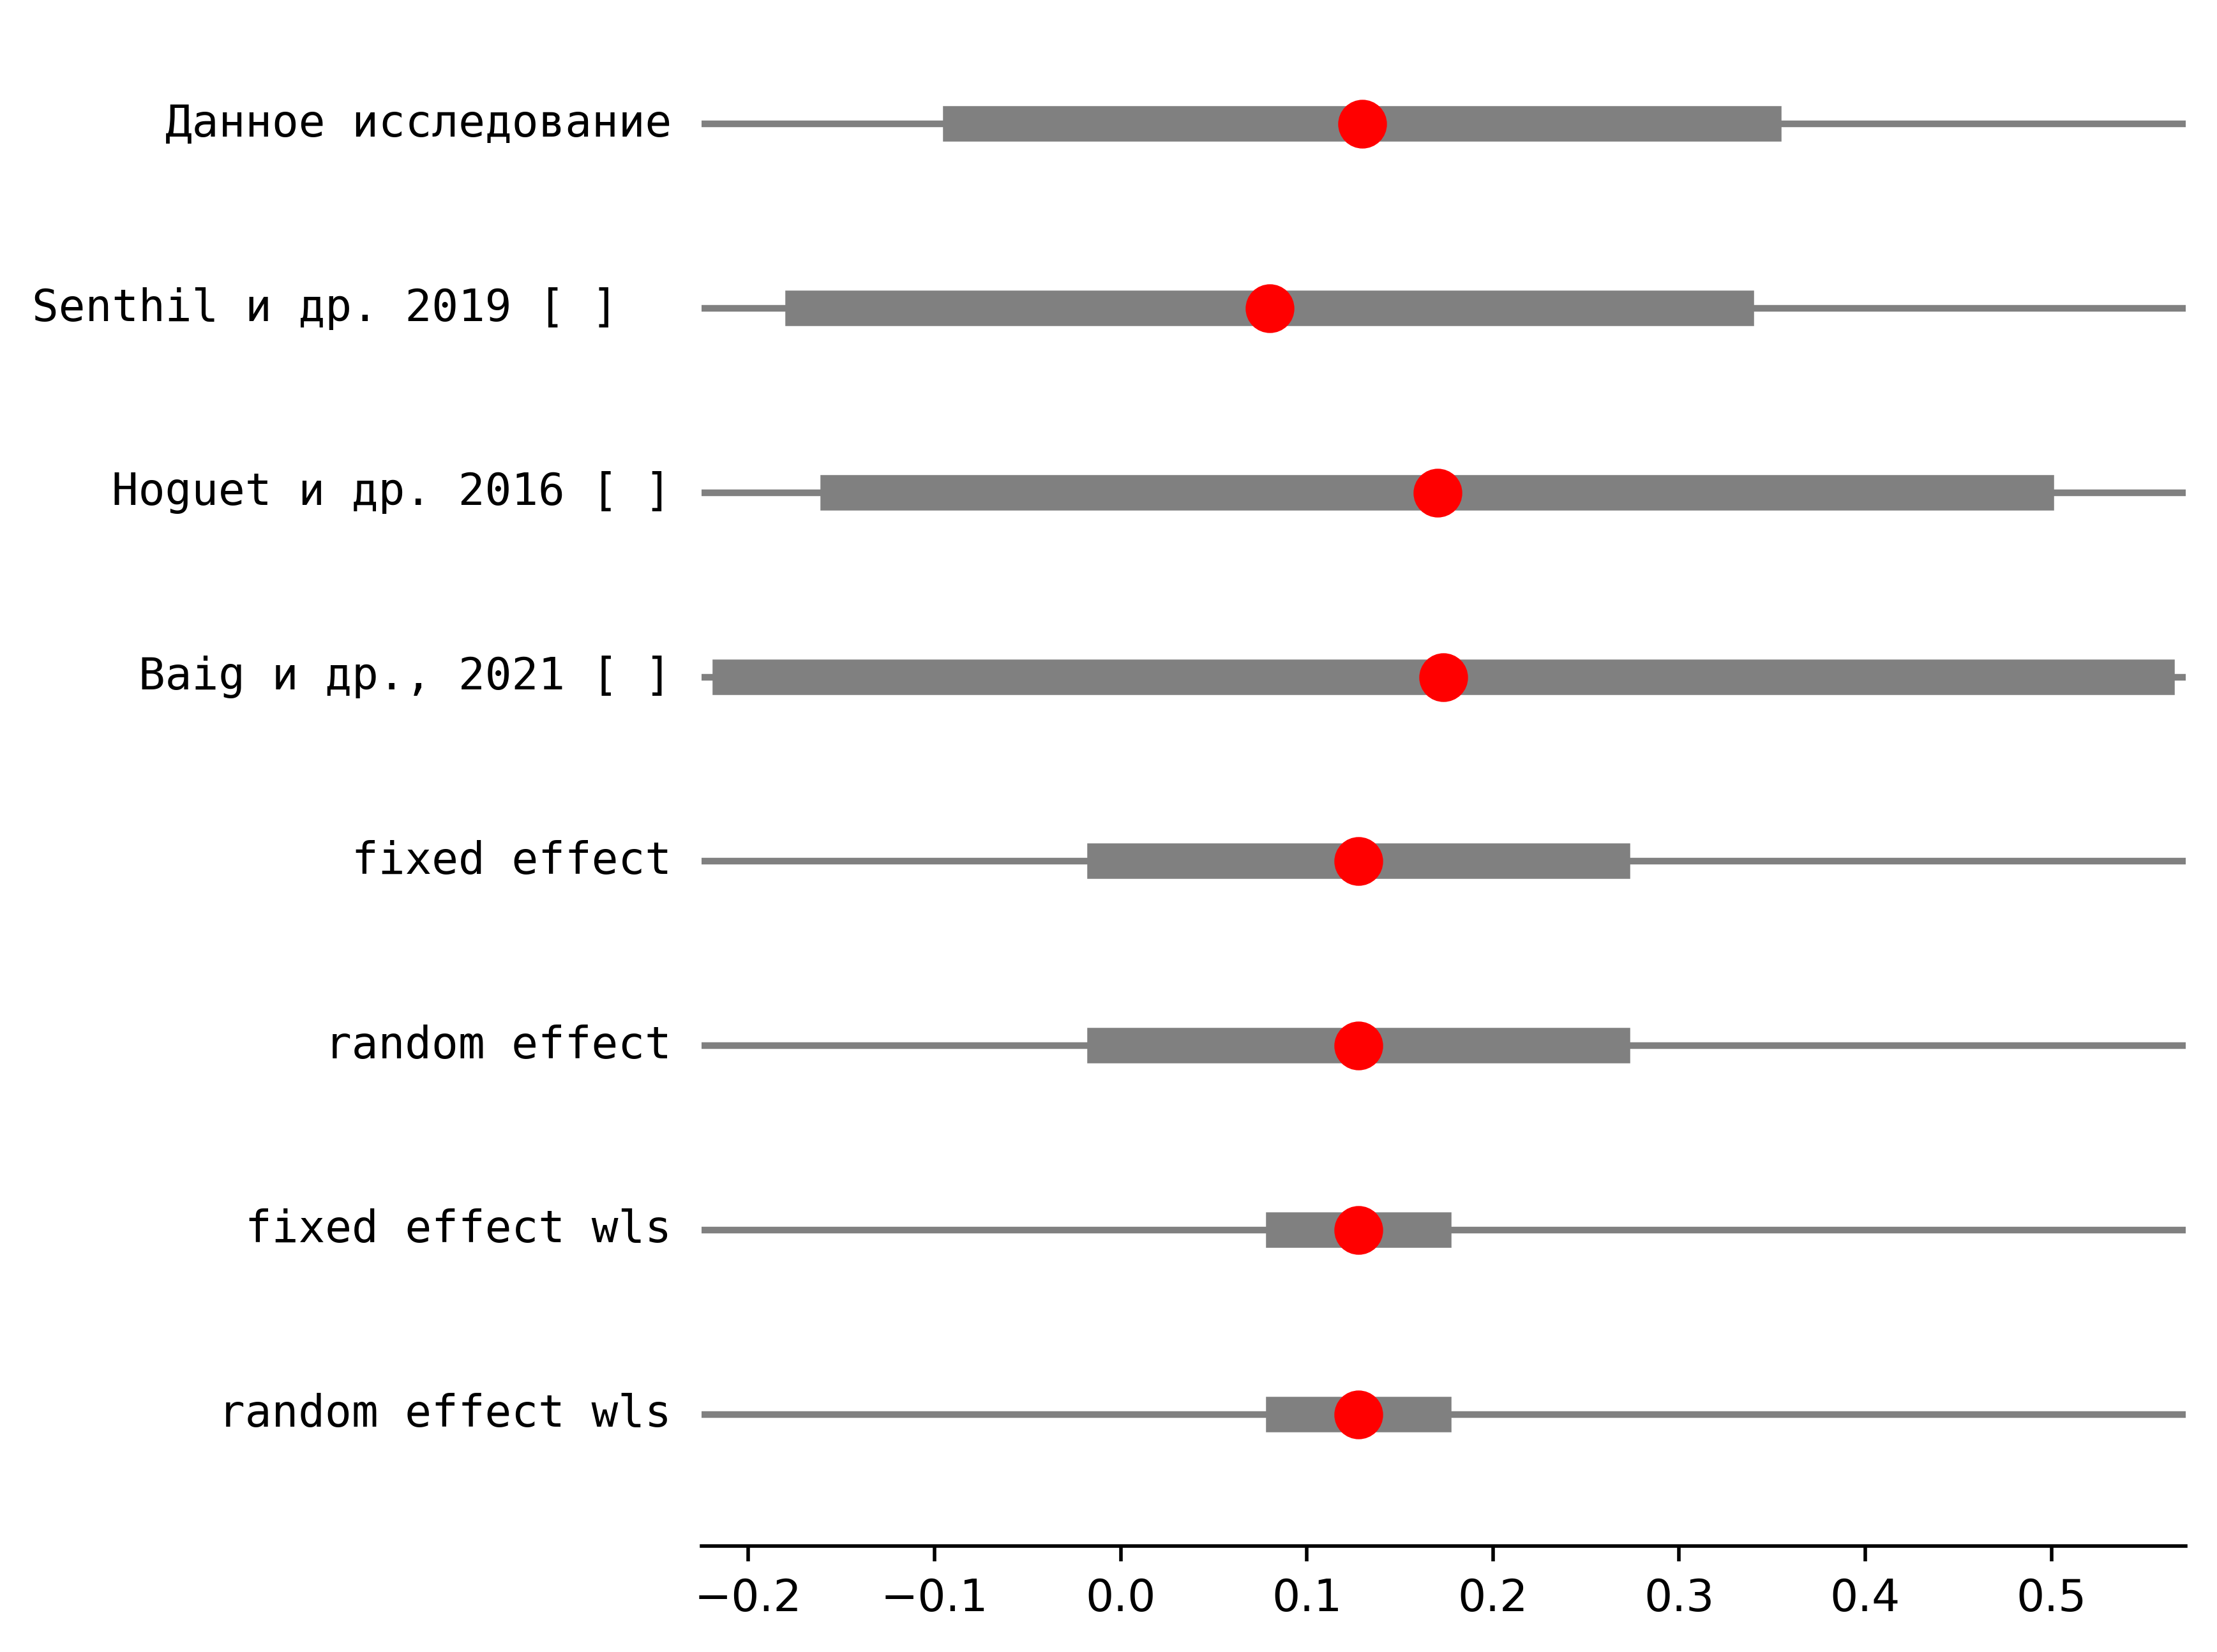 Данное исследование
Senthil и др. 2019 [ ]
Hoguet и др. 2016 [ ]
Baig и др., 2021 [ ]
fixed effect
random effect
fixed effect wls
random effect wls
−0.2 −0.1 0.0 0.1 0.2 0.3 0.4 0.5